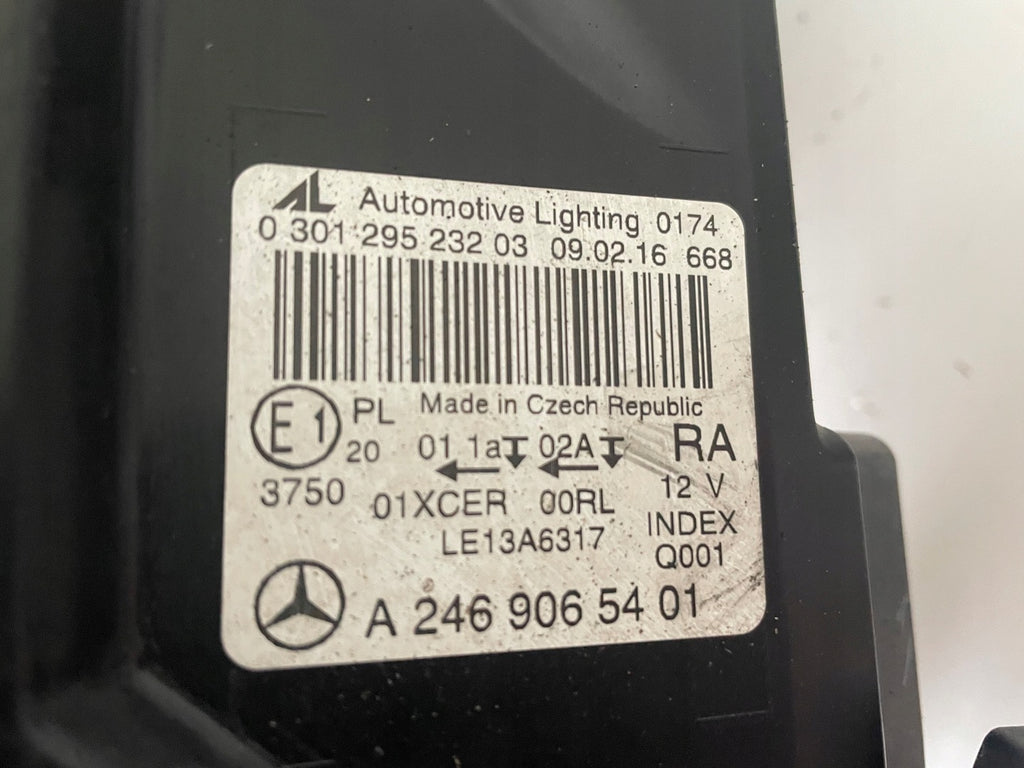 AL Automotive Lighting 0174
0 301 295 232 03 09.02.16 668
E1 PL Made in Czech Republic
20 01 1a 02A RA
3750 01XCER 00RL 12 V
LE13A6317 INDEX
Q001
A 246 906 54 01